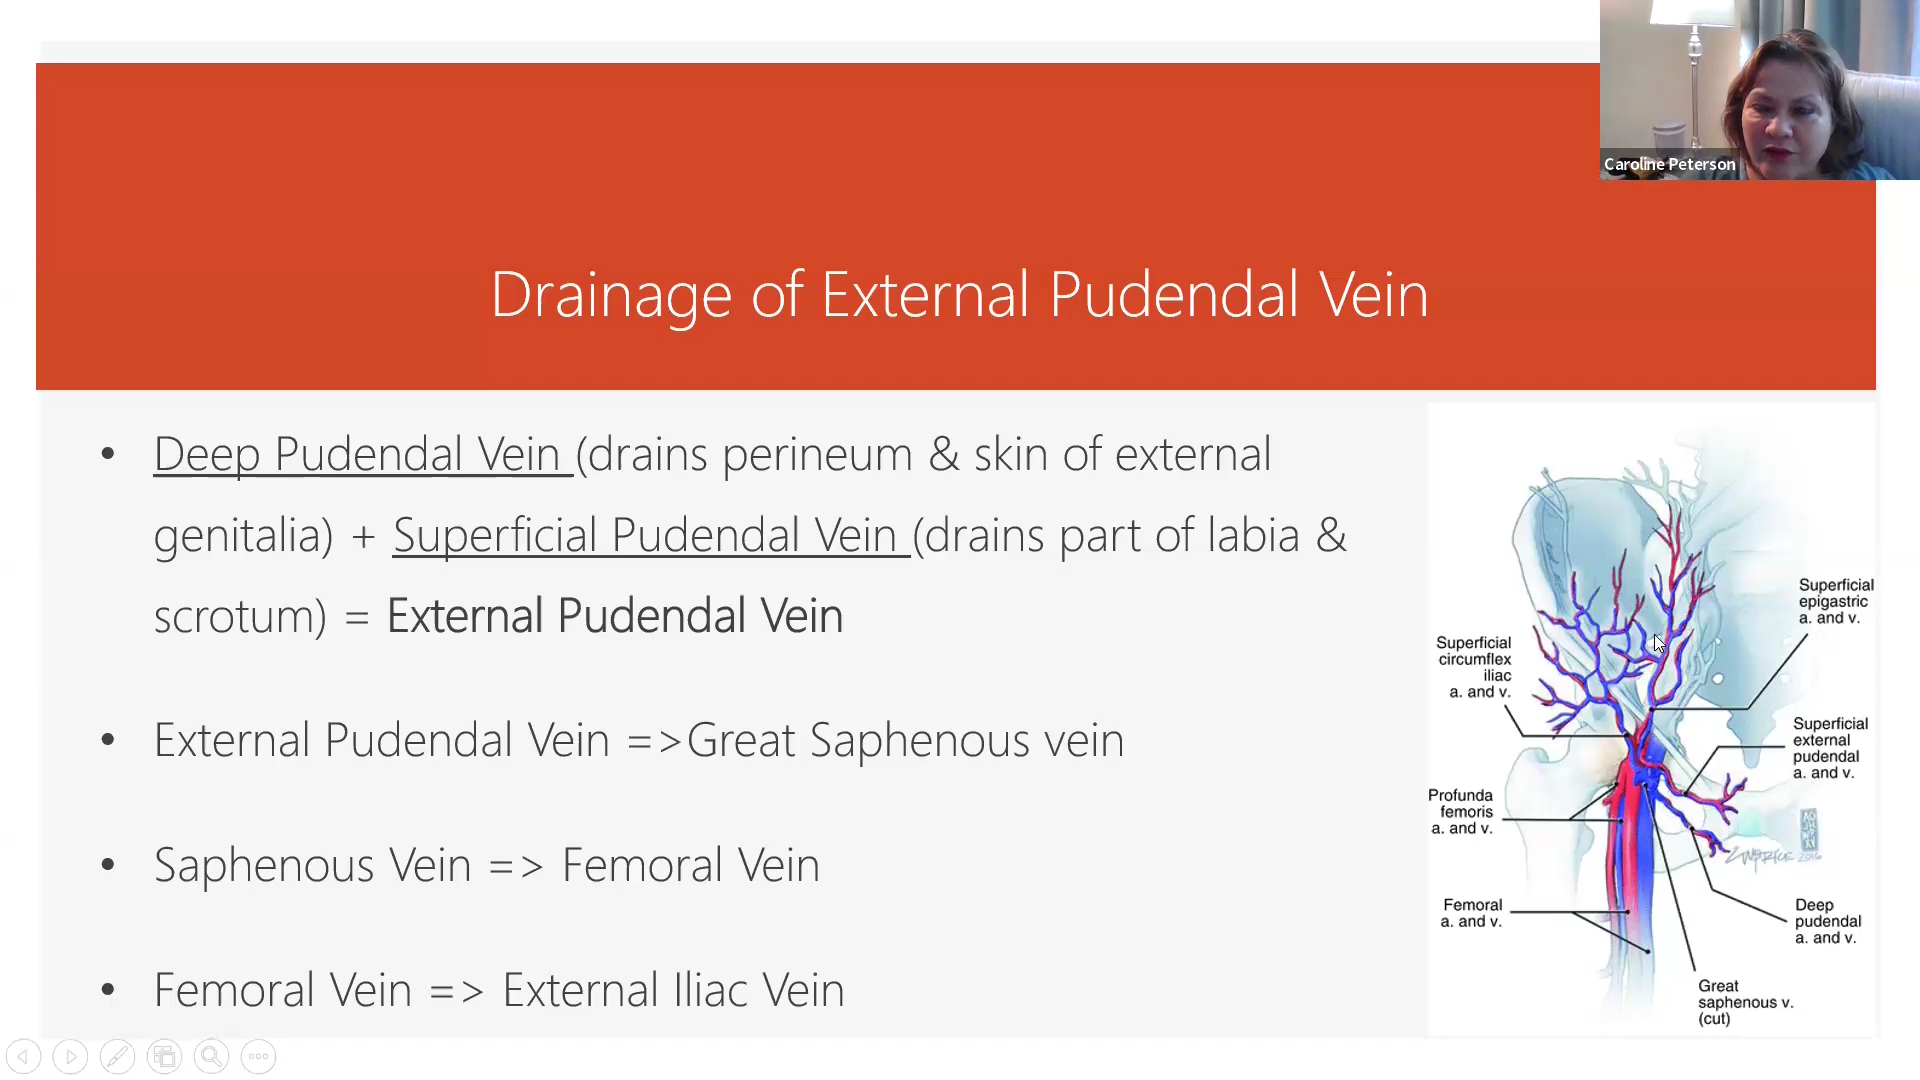 Caroline Peterson
Drainage of External Pudendal Vein
• Deep Pudendal Vein (drains perineum & skin of external
genitalia) + Superficial Pudendal Vein (drains part of labia &
scrotum) = External Pudendal Vein
• External Pudendal Vein =>Great Saphenous vein
• Saphenous Vein => Femoral Vein
• Femoral Vein => External Iliac Vein
Superficial
epigastric
a. and v.
Superficial
circumflex
iliac
a. and v.
Superficial
external
pudendal
a. and v.
Profunda
femoris
a. and v.
Femoral
a. and v.
Deep
pudendal
a. and v.
Great
saphenous v.
(cut)